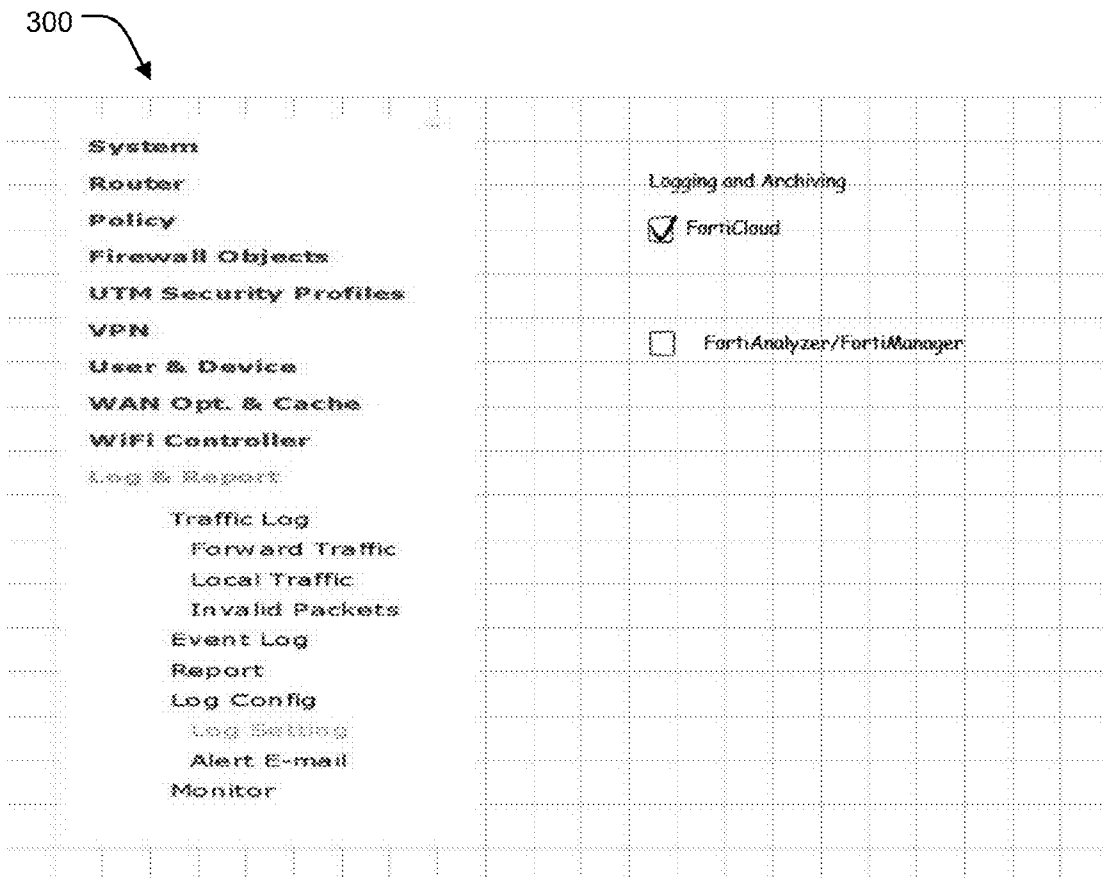 300
System
Router
Policy
Firewall Objects
UTM Security Profiles
VPN
User & Device
WAN Opt. & Cache
WiFi Controller
Log & Report
Traffic Log
Forward Traffic
Local Traffic
Invalid Packets
Event Log
Report
Log Config
Log Setting
Alert E-mail
Monitor
Logging and Archiving
FortiCloud
FortiAnalyzer/FortiManager